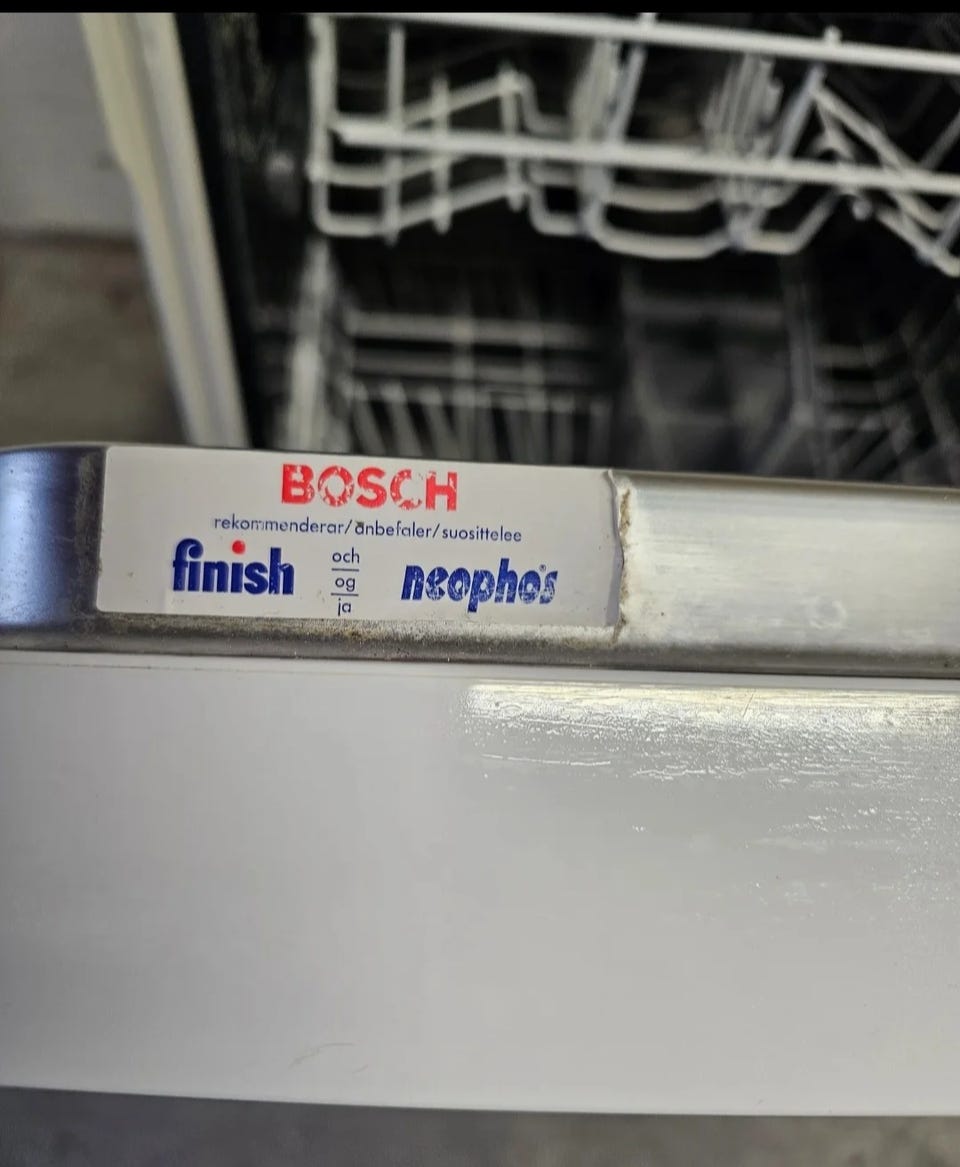 BOSCH
rekommenderar/anbefaler/suosittelee
finish
och
og
ja
neophos